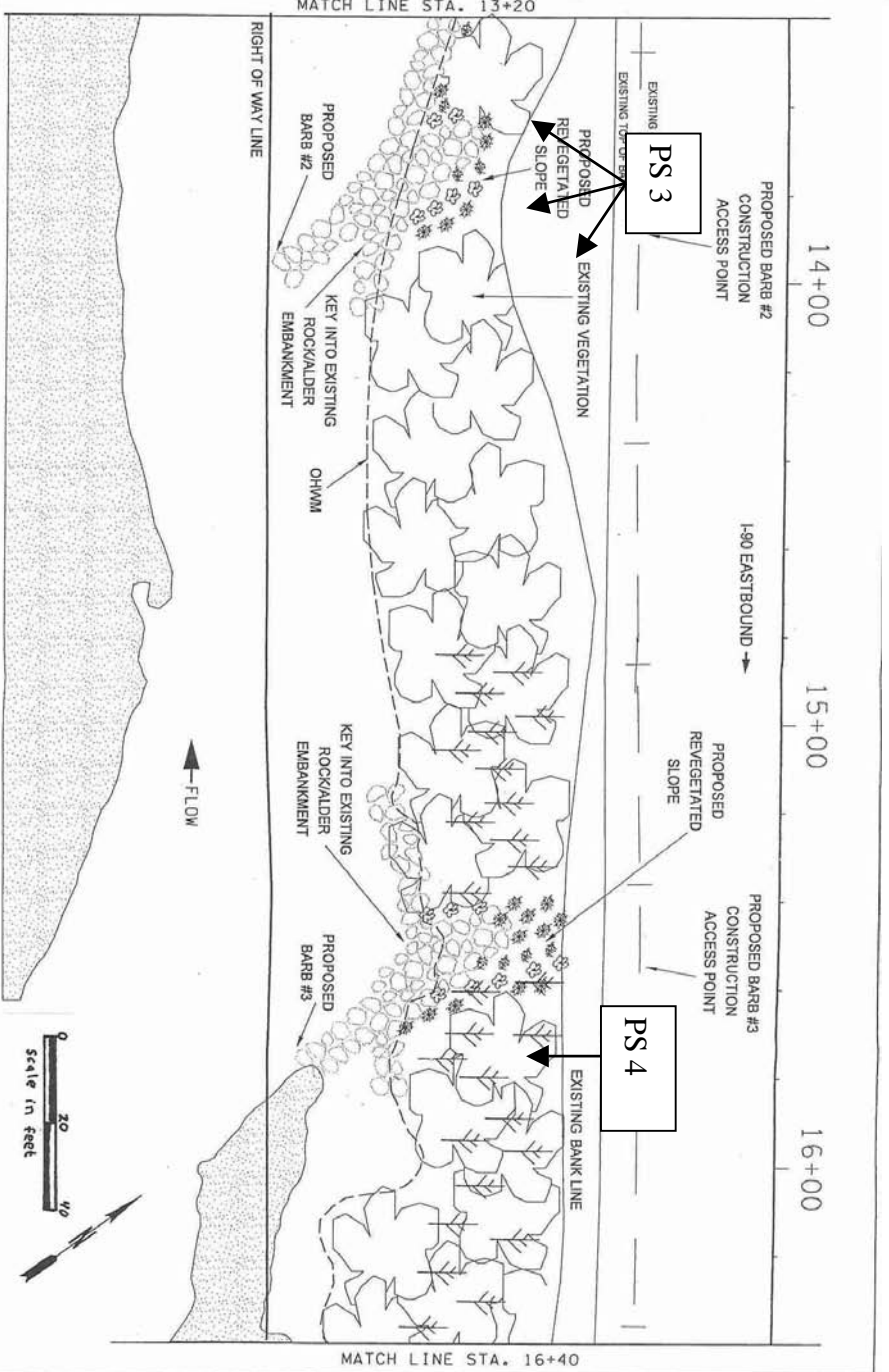 MATCH LINE STA. 13+20
14+00
15+00
16+00
PROPOSED BARB #2
CONSTRUCTION
ACCESS POINT
I-90 EASTBOUND
PROPOSED BARB #3
CONSTRUCTION
ACCESS POINT
EXISTING
EXISTING TOP OF
PS 3
PROPOSED
REVEGETATED
SLOPE
EXISTING VEGETATION
PROPOSED
REVEGETATED
SLOPE
PS 4
EXISTING BANK LINE
RIGHT OF WAY LINE
PROPOSED
BARB #2
KEY INTO EXISTING
ROCK/ALDER
EMBANKMENT
OHWM
KEY INTO EXISTING
ROCK/ALDER
EMBANKMENT
PROPOSED
BARB #3
FLOW
0 20 40
Scale in feet
N
MATCH LINE STA. 16+40